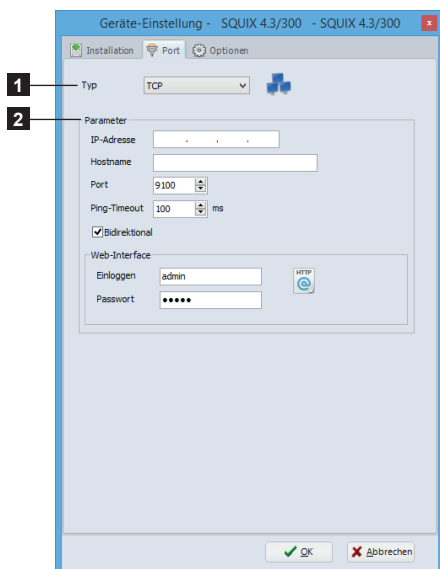 Geräte-Einstellung - SQUIX 4.3/300 - SQUIX 4.3/300 x
Installation Port Optionen
1 Typ TCP
2 Parameter
IP-Adresse . . .
Hostname
Port 9100
Ping-Timeout 100 ms
Bidirektional
Web-Interface
Einloggen admin HTTP @
Passwort •••••
OK Abbrechen